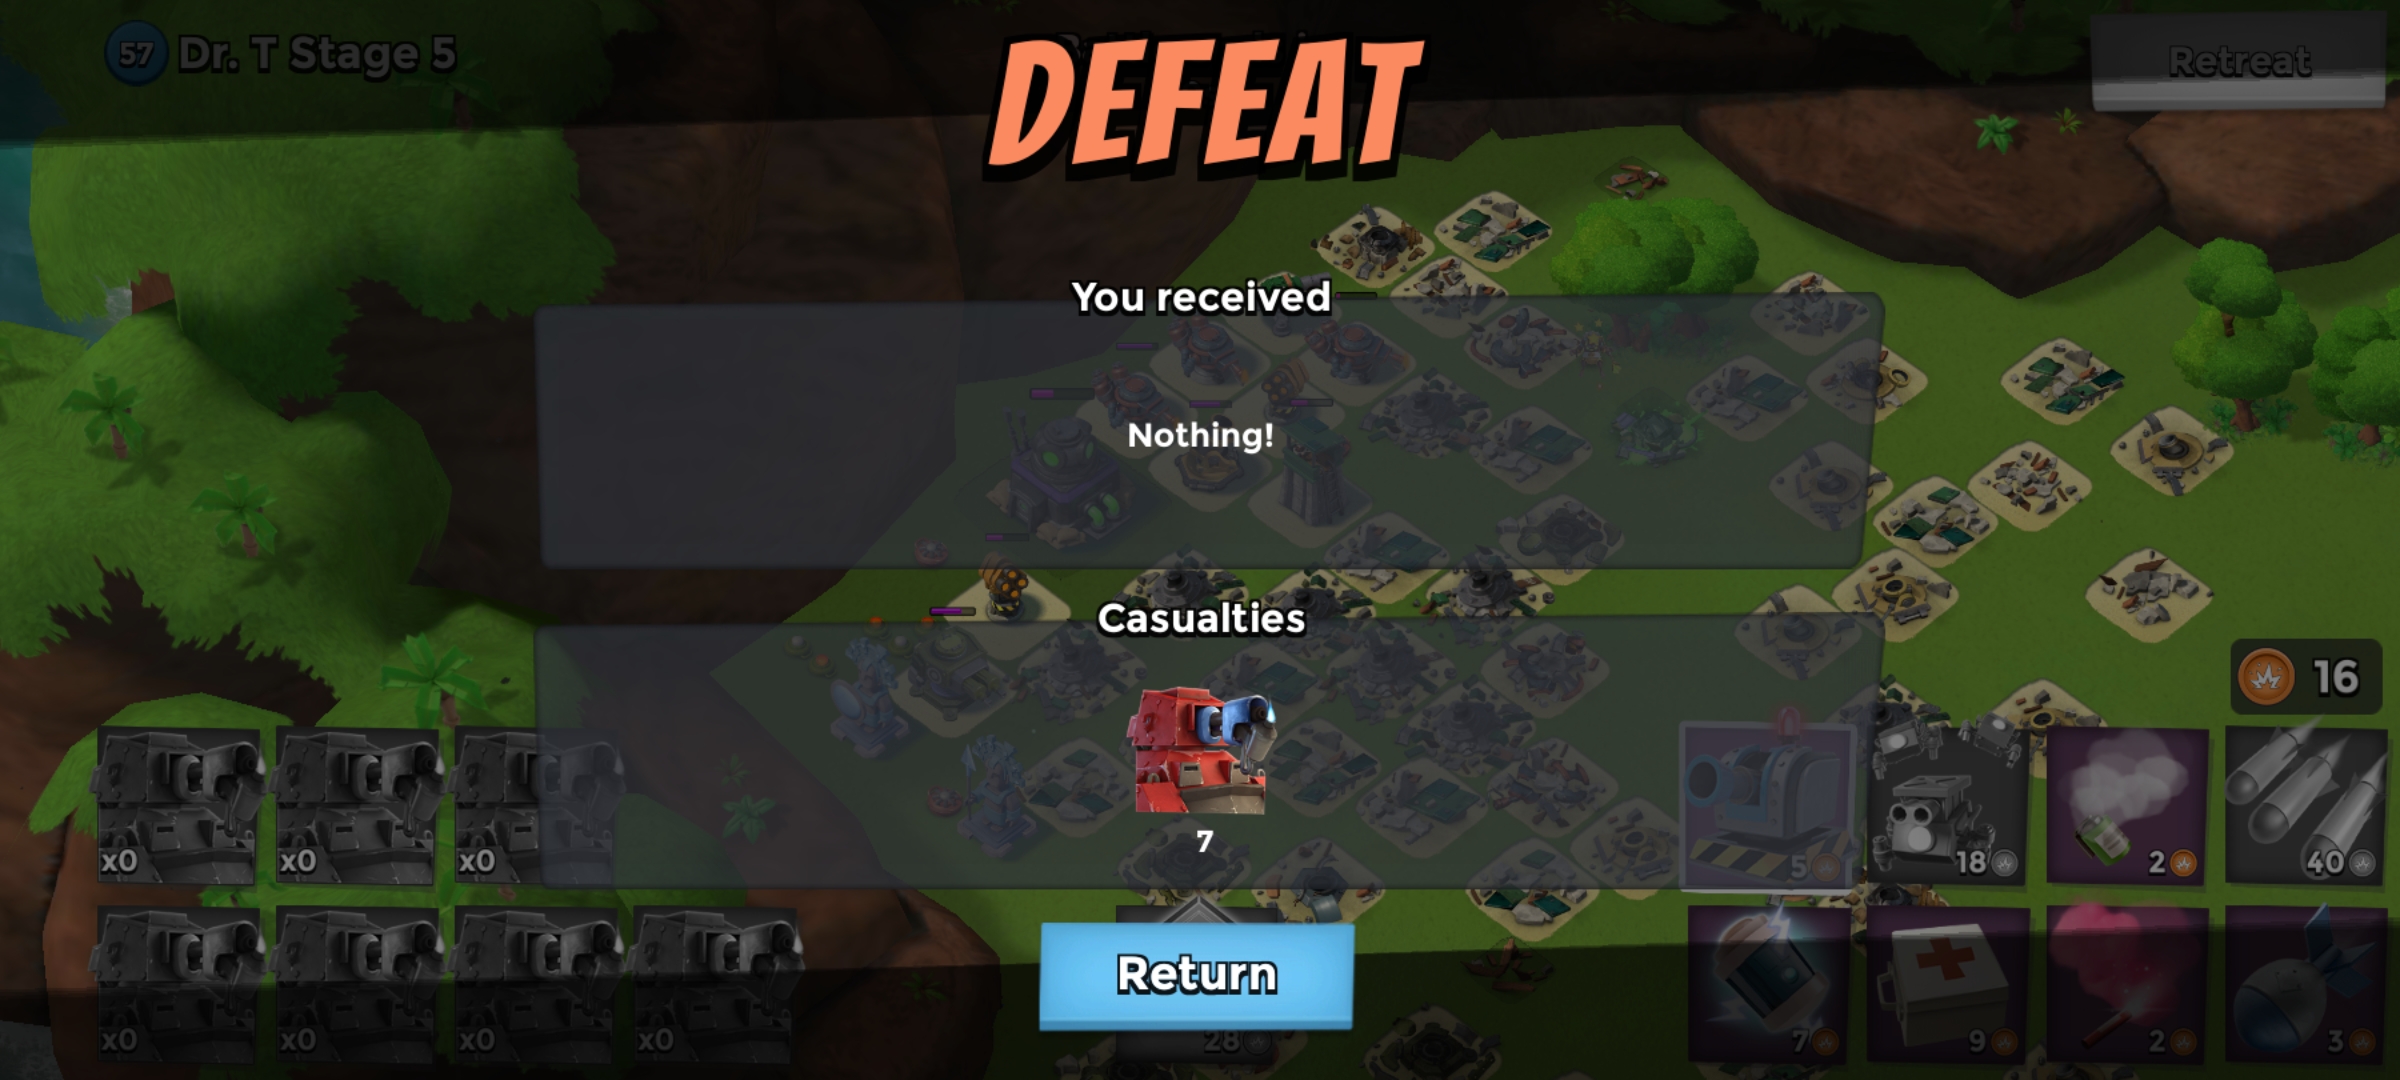 57 Dr. T Stage 5
DEFEAT
Retreat
You received
Nothing!
Casualties
16
7
x0
x0
x0
5
18
2
40
Return
x0
x0
x0
x0
28
7
9
2
3